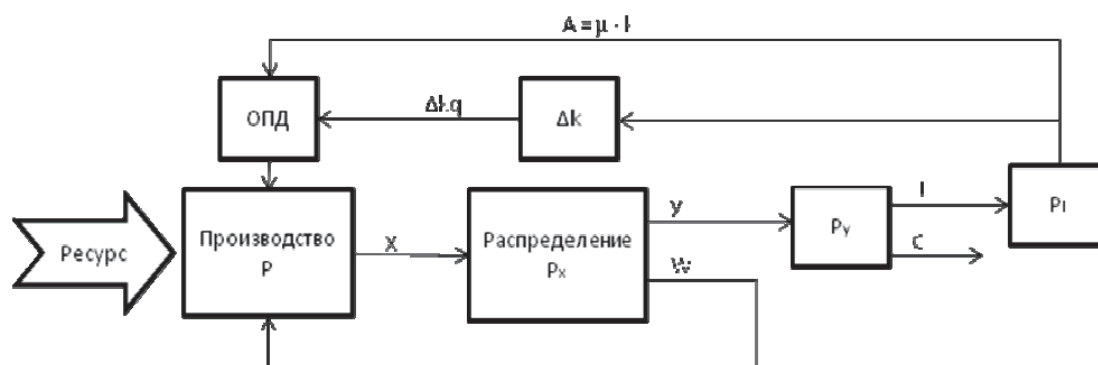 A = μ · I
ОПД
Δk.q
Δk
Ресурс
Производство
P
X
Распределение
Px
y
W
Py
I
C
PI